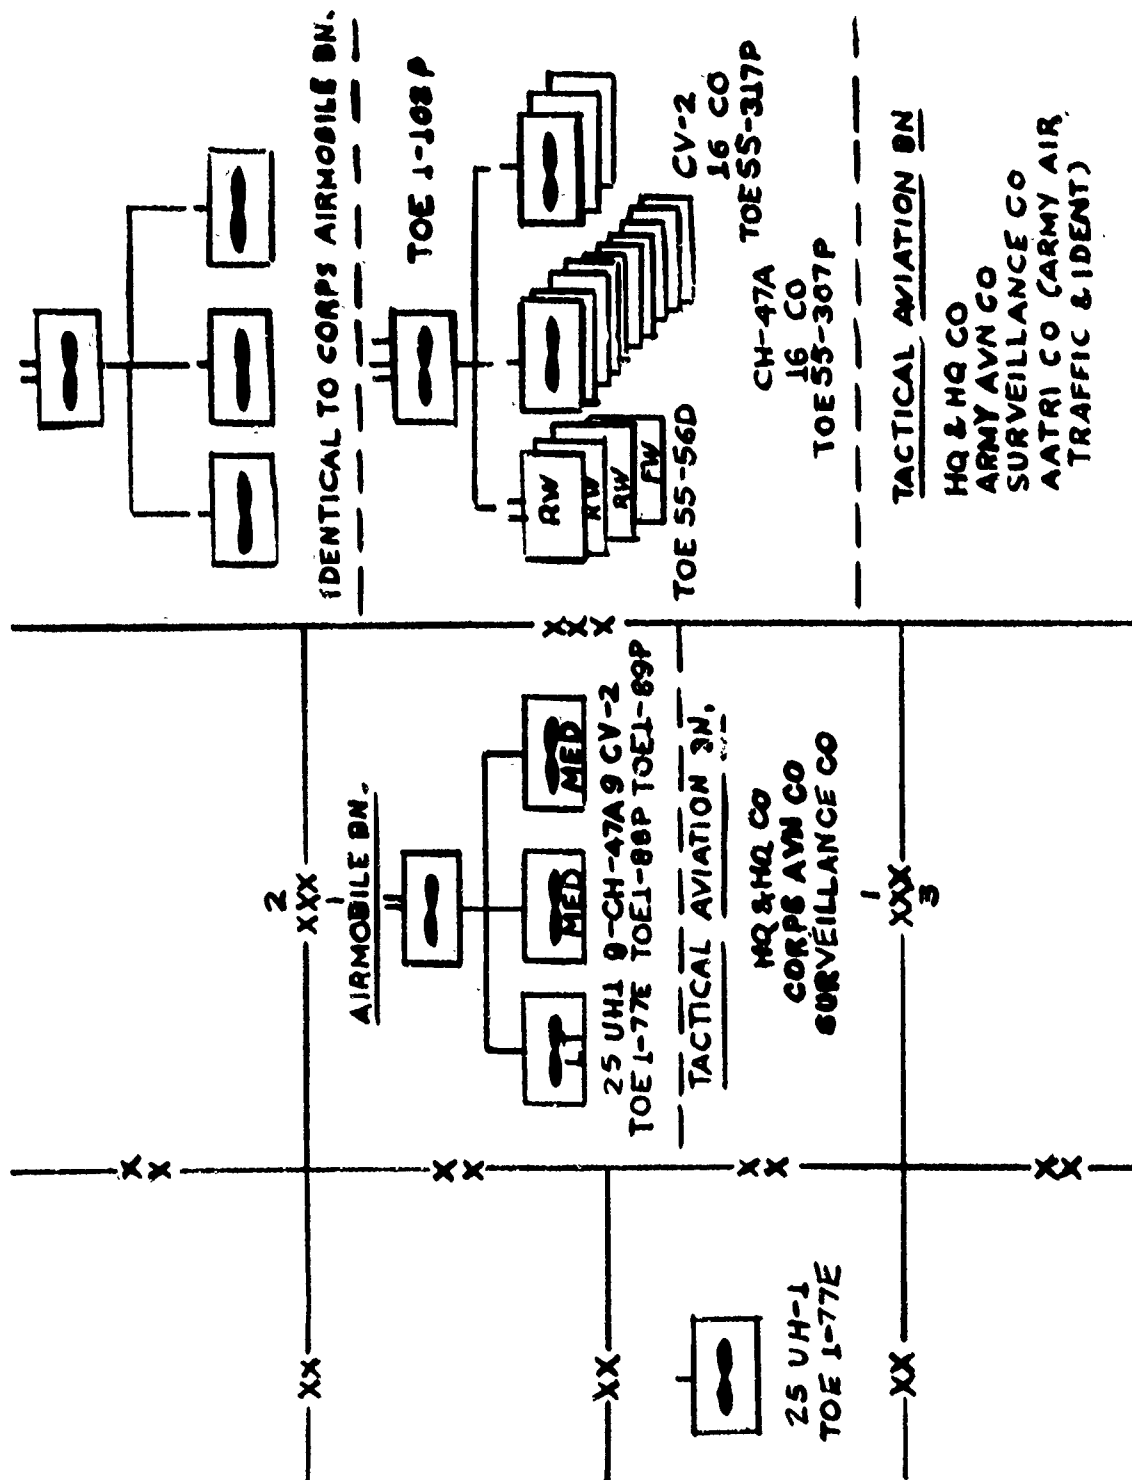 IDENTICAL TO CORPS AIRMOBILE BN.
TOE 1-108P
RW
RW
RW
FW
TOE 55-56D
CH-47A
16 CO
TOE55-307P
CV-2
16 CO
TOE55-317P
TACTICAL AVIATION BN
HQ & HQ CO
ARMY AVN CO
SURVEILLANCE CO
AATRI CO (ARMY AIR
TRAFFIC & IDENT)
XXX
2
XXX
1
AIRMOBILE BN.
LT
MED
MED
25 UH1 9-CH-47A 9 CV-2
TOE 1-77E TOE1-88P TOE1-89P
TACTICAL AVIATION BN.
HQ & HQ CO
CORPS AVN CO
SURVEILLANCE CO
1
XXX
3
XX
XX
XX
XX
XX
XX
25 UH-1
TOE 1-77E
XX